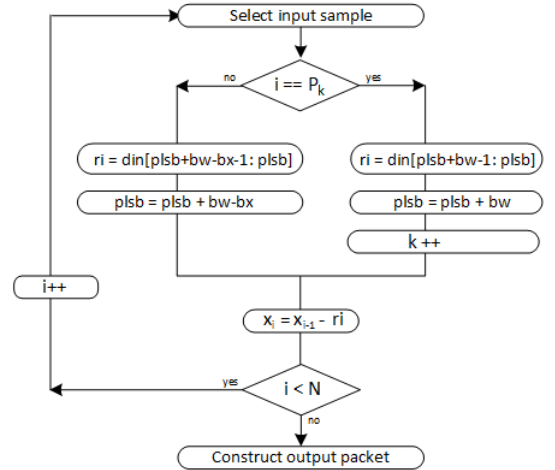 Select input sample
no
i == Pk
yes
ri = din[plsb+bw-bx-1: plsb]
ri = din[plsb+bw-1: plsb]
plsb = plsb + bw-bx
plsb = plsb + bw
k ++
i++
xi = xi-1 - ri
yes
i < N
no
Construct output packet